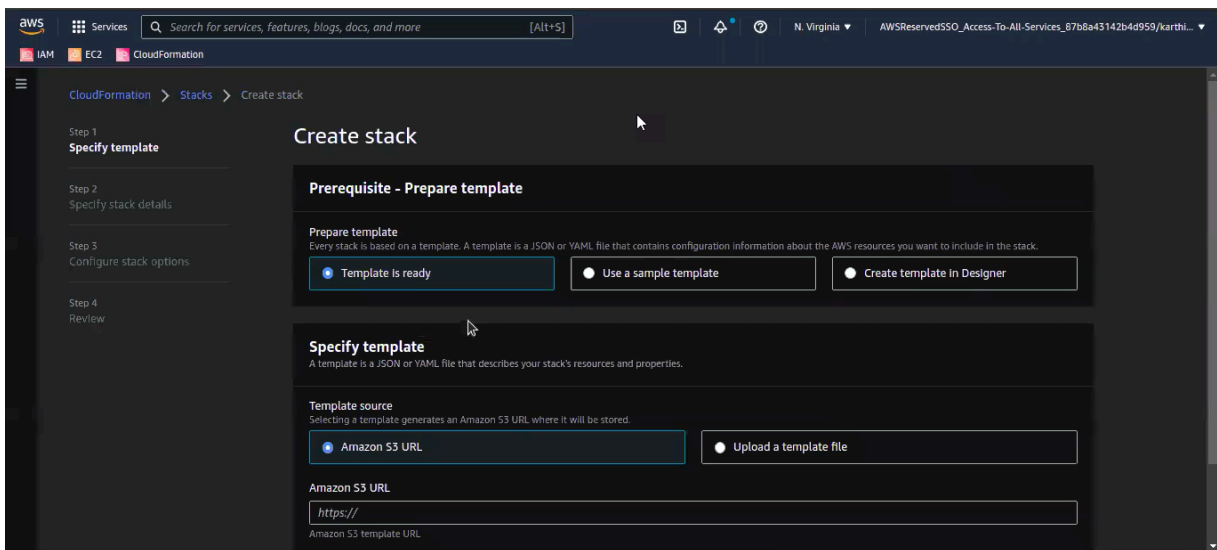 aws
Services
Search for services, features, blogs, docs, and more
[Alt+S]
N. Virginia ▼
AWSReservedSSO_Access-To-All-Services_87b8a43142b4d959/karthi... ▼
IAM
EC2
CloudFormation
CloudFormation > Stacks > Create stack
Step 1
Specify template
Step 2
Specify stack details
Step 3
Configure stack options
Step 4
Review
Create stack
Prerequisite - Prepare template
Prepare template
Every stack is based on a template. A template is a JSON or YAML file that contains configuration information about the AWS resources you want to include in the stack.
Template is ready
Use a sample template
Create template in Designer
Specify template
A template is a JSON or YAML file that describes your stack's resources and properties.
Template source
Selecting a template generates an Amazon S3 URL where it will be stored.
Amazon S3 URL
Upload a template file
Amazon S3 URL
https://
Amazon S3 template URL